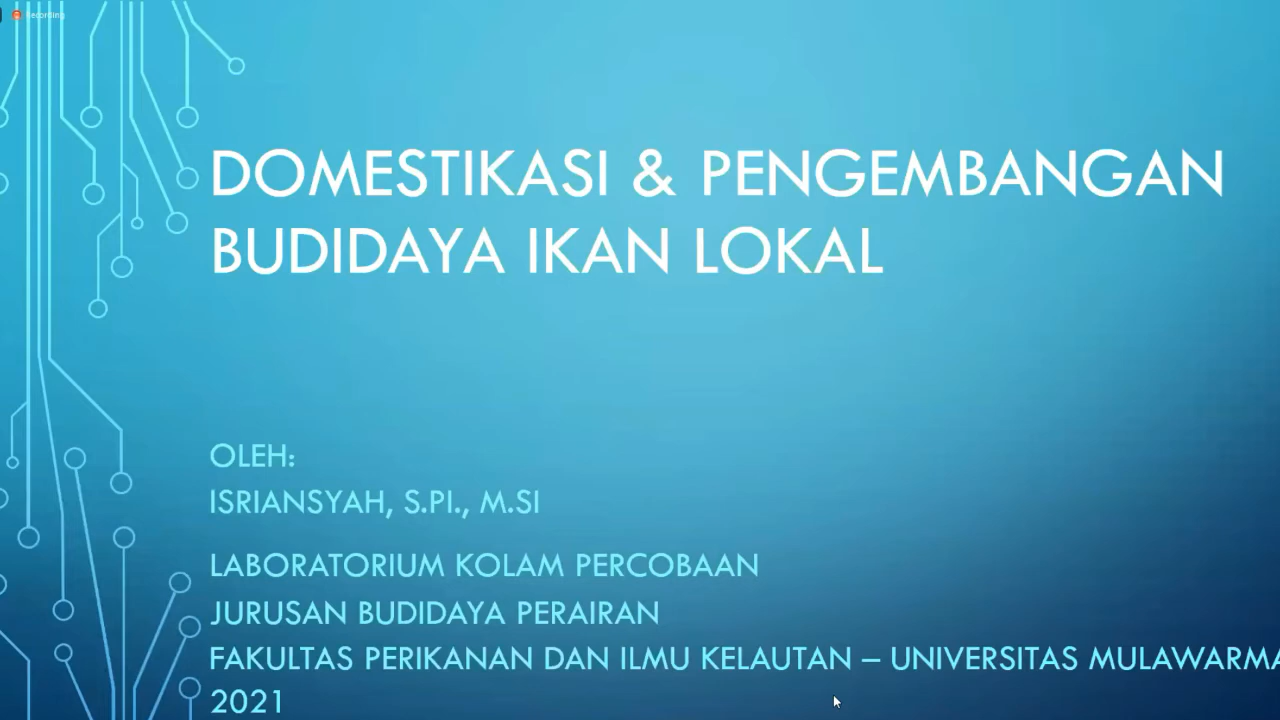 Recording
DOMESTIKASI & PENGEMBANGAN
BUDIDAYA IKAN LOKAL
OLEH:
ISRIANSYAH, S.PI., M.SI
LABORATORIUM KOLAM PERCOBAAN
JURUSAN BUDIDAYA PERAIRAN
FAKULTAS PERIKANAN DAN ILMU KELAUTAN – UNIVERSITAS MULAWARMA
2021